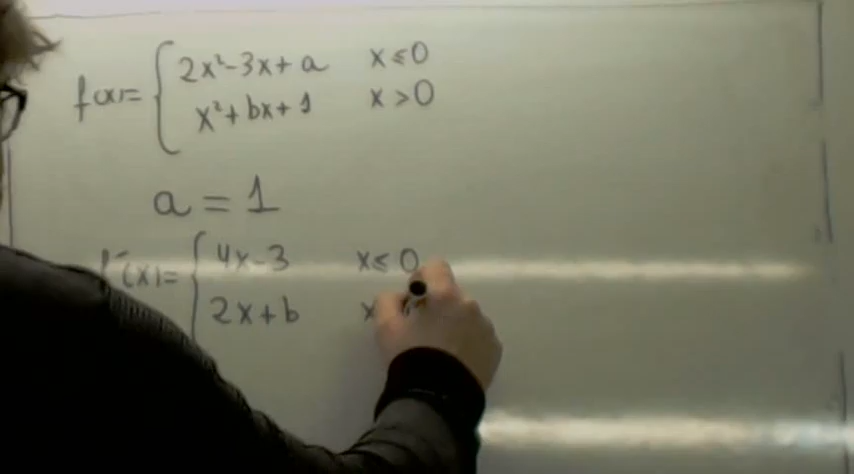 f(x)= { 2x²-3x+a x≤0
x²+bx+1 x>0
a = 1
f'(x)= { 4x-3 x≤0
2x+b x